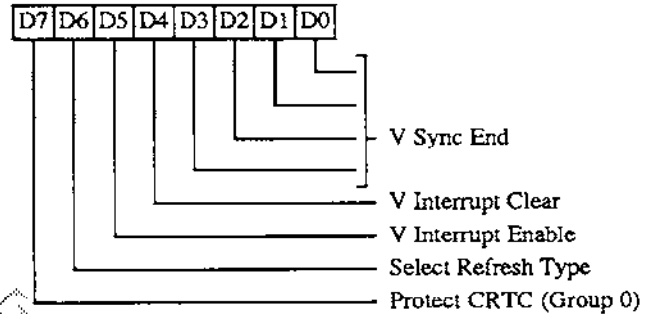 D7 D6 D5 D4 D3 D2 D1 D0
V Sync End
V Interrupt Clear
V Interrupt Enable
Select Refresh Type
Protect CRTC (Group 0)